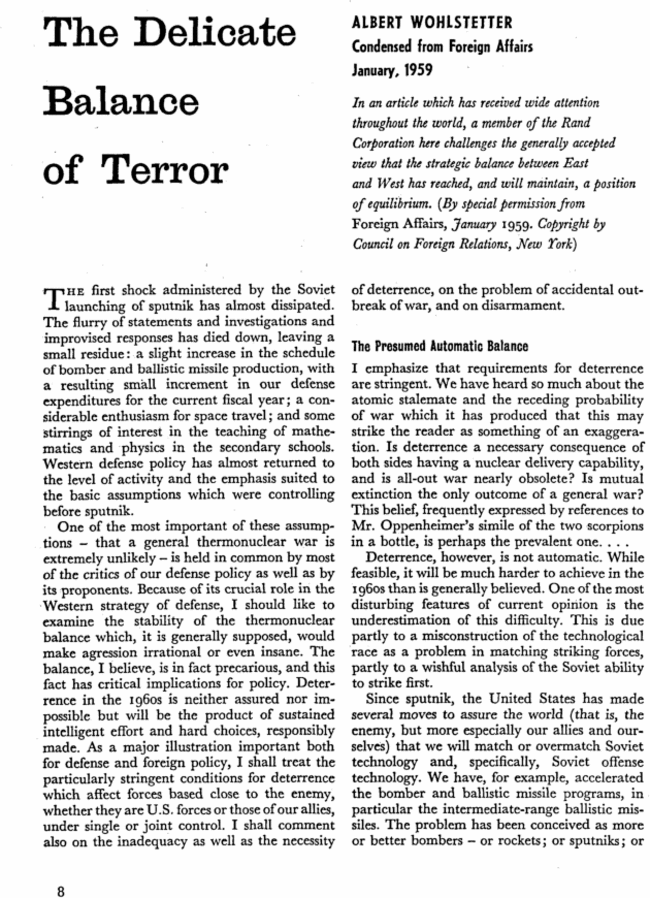 The Delicate
Balance
of Terror
ALBERT WOHLSTETTER
Condensed from Foreign Affairs
January, 1959
In an article which has received wide attention
throughout the world, a member of the Rand
Corporation here challenges the generally accepted
view that the strategic balance between East
and West has reached, and will maintain, a position
of equilibrium. (By special permission from
Foreign Affairs, January 1959. Copyright by
Council on Foreign Relations, New York)
THE first shock administered by the Soviet
launching of sputnik has almost dissipated.
The flurry of statements and investigations and
improvised responses has died down, leaving a
small residue: a slight increase in the schedule
of bomber and ballistic missile production, with
a resulting small increment in our defense
expenditures for the current fiscal year; a con-
siderable enthusiasm for space travel; and some
stirrings of interest in the teaching of mathe-
matics and physics in the secondary schools.
Western defense policy has almost returned to
the level of activity and the emphasis suited to
the basic assumptions which were controlling
before sputnik.
One of the most important of these assump-
tions – that a general thermonuclear war is
extremely unlikely – is held in common by most
of the critics of our defense policy as well as by
its proponents. Because of its crucial role in the
Western strategy of defense, I should like to
examine the stability of the thermonuclear
balance which, it is generally supposed, would
make agression irrational or even insane. The
balance, I believe, is in fact precarious, and this
fact has critical implications for policy. Deter-
rence in the 1960s is neither assured nor im-
possible but will be the product of sustained
intelligent effort and hard choices, responsibly
made. As a major illustration important both
for defense and foreign policy, I shall treat the
particularly stringent conditions for deterrence
which affect forces based close to the enemy,
whether they are U.S. forces or those of our allies,
under single or joint control. I shall comment
also on the inadequacy as well as the necessity
of deterrence, on the problem of accidental out-
break of war, and on disarmament.
The Presumed Automatic Balance
I emphasize that requirements for deterrence
are stringent. We have heard so much about the
atomic stalemate and the receding probability
of war which it has produced that this may
strike the reader as something of an exaggera-
tion. Is deterrence a necessary consequence of
both sides having a nuclear delivery capability,
and is all-out war nearly obsolete? Is mutual
extinction the only outcome of a general war?
This belief, frequently expressed by references to
Mr. Oppenheimer's simile of the two scorpions
in a bottle, is perhaps the prevalent one. . . .
Deterrence, however, is not automatic. While
feasible, it will be much harder to achieve in the
1960s than is generally believed. One of the most
disturbing features of current opinion is the
underestimation of this difficulty. This is due
partly to a misconstruction of the technological
race as a problem in matching striking forces,
partly to a wishful analysis of the Soviet ability
to strike first.
Since sputnik, the United States has made
several moves to assure the world (that is, the
enemy, but more especially our allies and our-
selves) that we will match or overmatch Soviet
technology and, specifically, Soviet offense
technology. We have, for example, accelerated
the bomber and ballistic missile programs, in
particular the intermediate-range ballistic mis-
siles. The problem has been conceived as more
or better bombers – or rockets; or sputniks; or
8